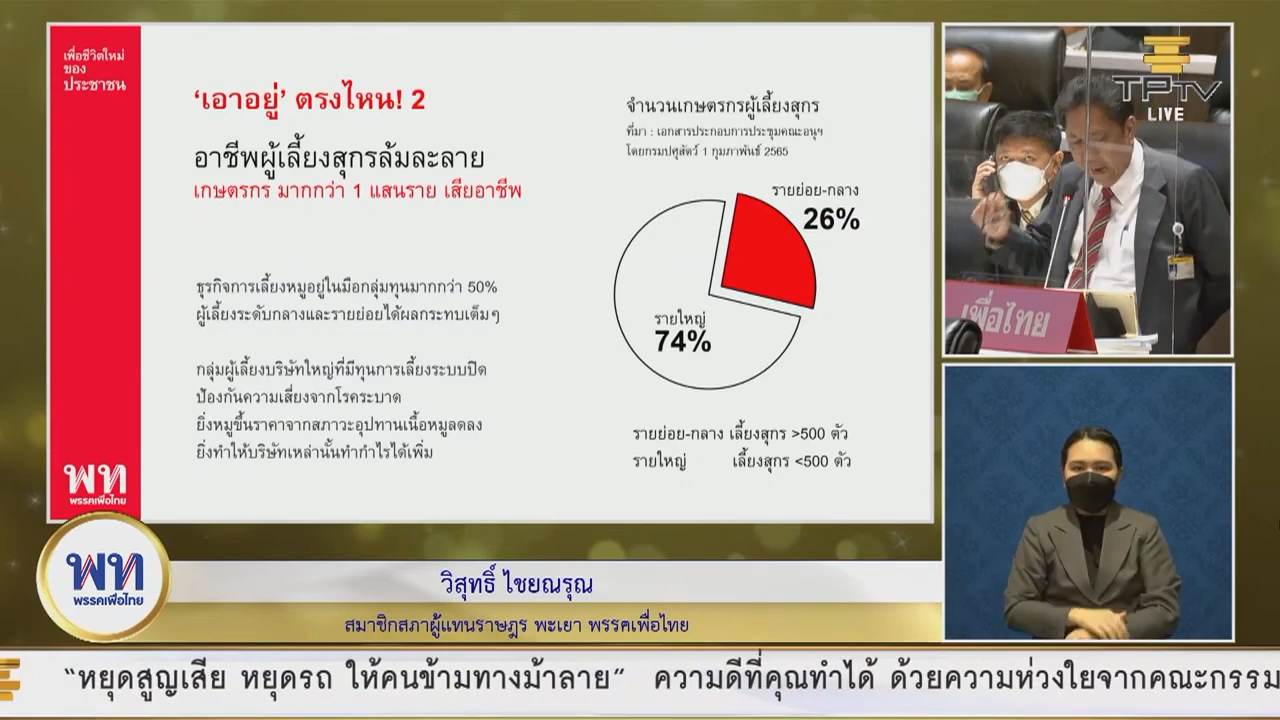 เพื่อชีวิตใหม่
ของ
ประชาชน
‘เอาอยู่’ ตรงไหน! 2
อาชีพผู้เลี้ยงสุกรล้มละลาย
เกษตรกร มากกว่า 1 แสนราย เสียอาชีพ
ธุรกิจการเลี้ยงหมูอยู่ในมือกลุ่มทุนมากกว่า 50%
ผู้เลี้ยงระดับกลางและรายย่อยได้ผลกระทบเต็มๆ
กลุ่มผู้เลี้ยงบริษัทใหญ่ที่มีทุนการเลี้ยงระบบปิด
ป้องกันความเสี่ยงจากโรคระบาด
ยิ่งหมูขึ้นราคาจากสภาวะอุปทานเนื้อหมูลดลง
ยิ่งทำให้บริษัทเหล่านั้นทำกำไรได้เพิ่ม
จำนวนเกษตรกรผู้เลี้ยงสุกร
ที่มา : เอกสารประกอบการประชุมคณะอนุฯ
โดยกรมปศุสัตว์ 1 กุมภาพันธ์ 2565
รายย่อย-กลาง
26%
รายใหญ่
74%
รายย่อย-กลาง เลี้ยงสุกร >500 ตัว
รายใหญ่ เลี้ยงสุกร <500 ตัว
พท
พรรคเพื่อไทย
TPTV
LIVE
เพื่อไทย
พท
พรรคเพื่อไทย
วิสุทธิ์ ไชยณรุณ
สมาชิกสภาผู้แทนราษฎร พะเยา พรรคเพื่อไทย
“หยุดสูญเสีย หยุดรถ ให้คนข้ามทางม้าลาย” ความดีที่คุณทำได้ ด้วยความห่วงใยจากคณะกรรม